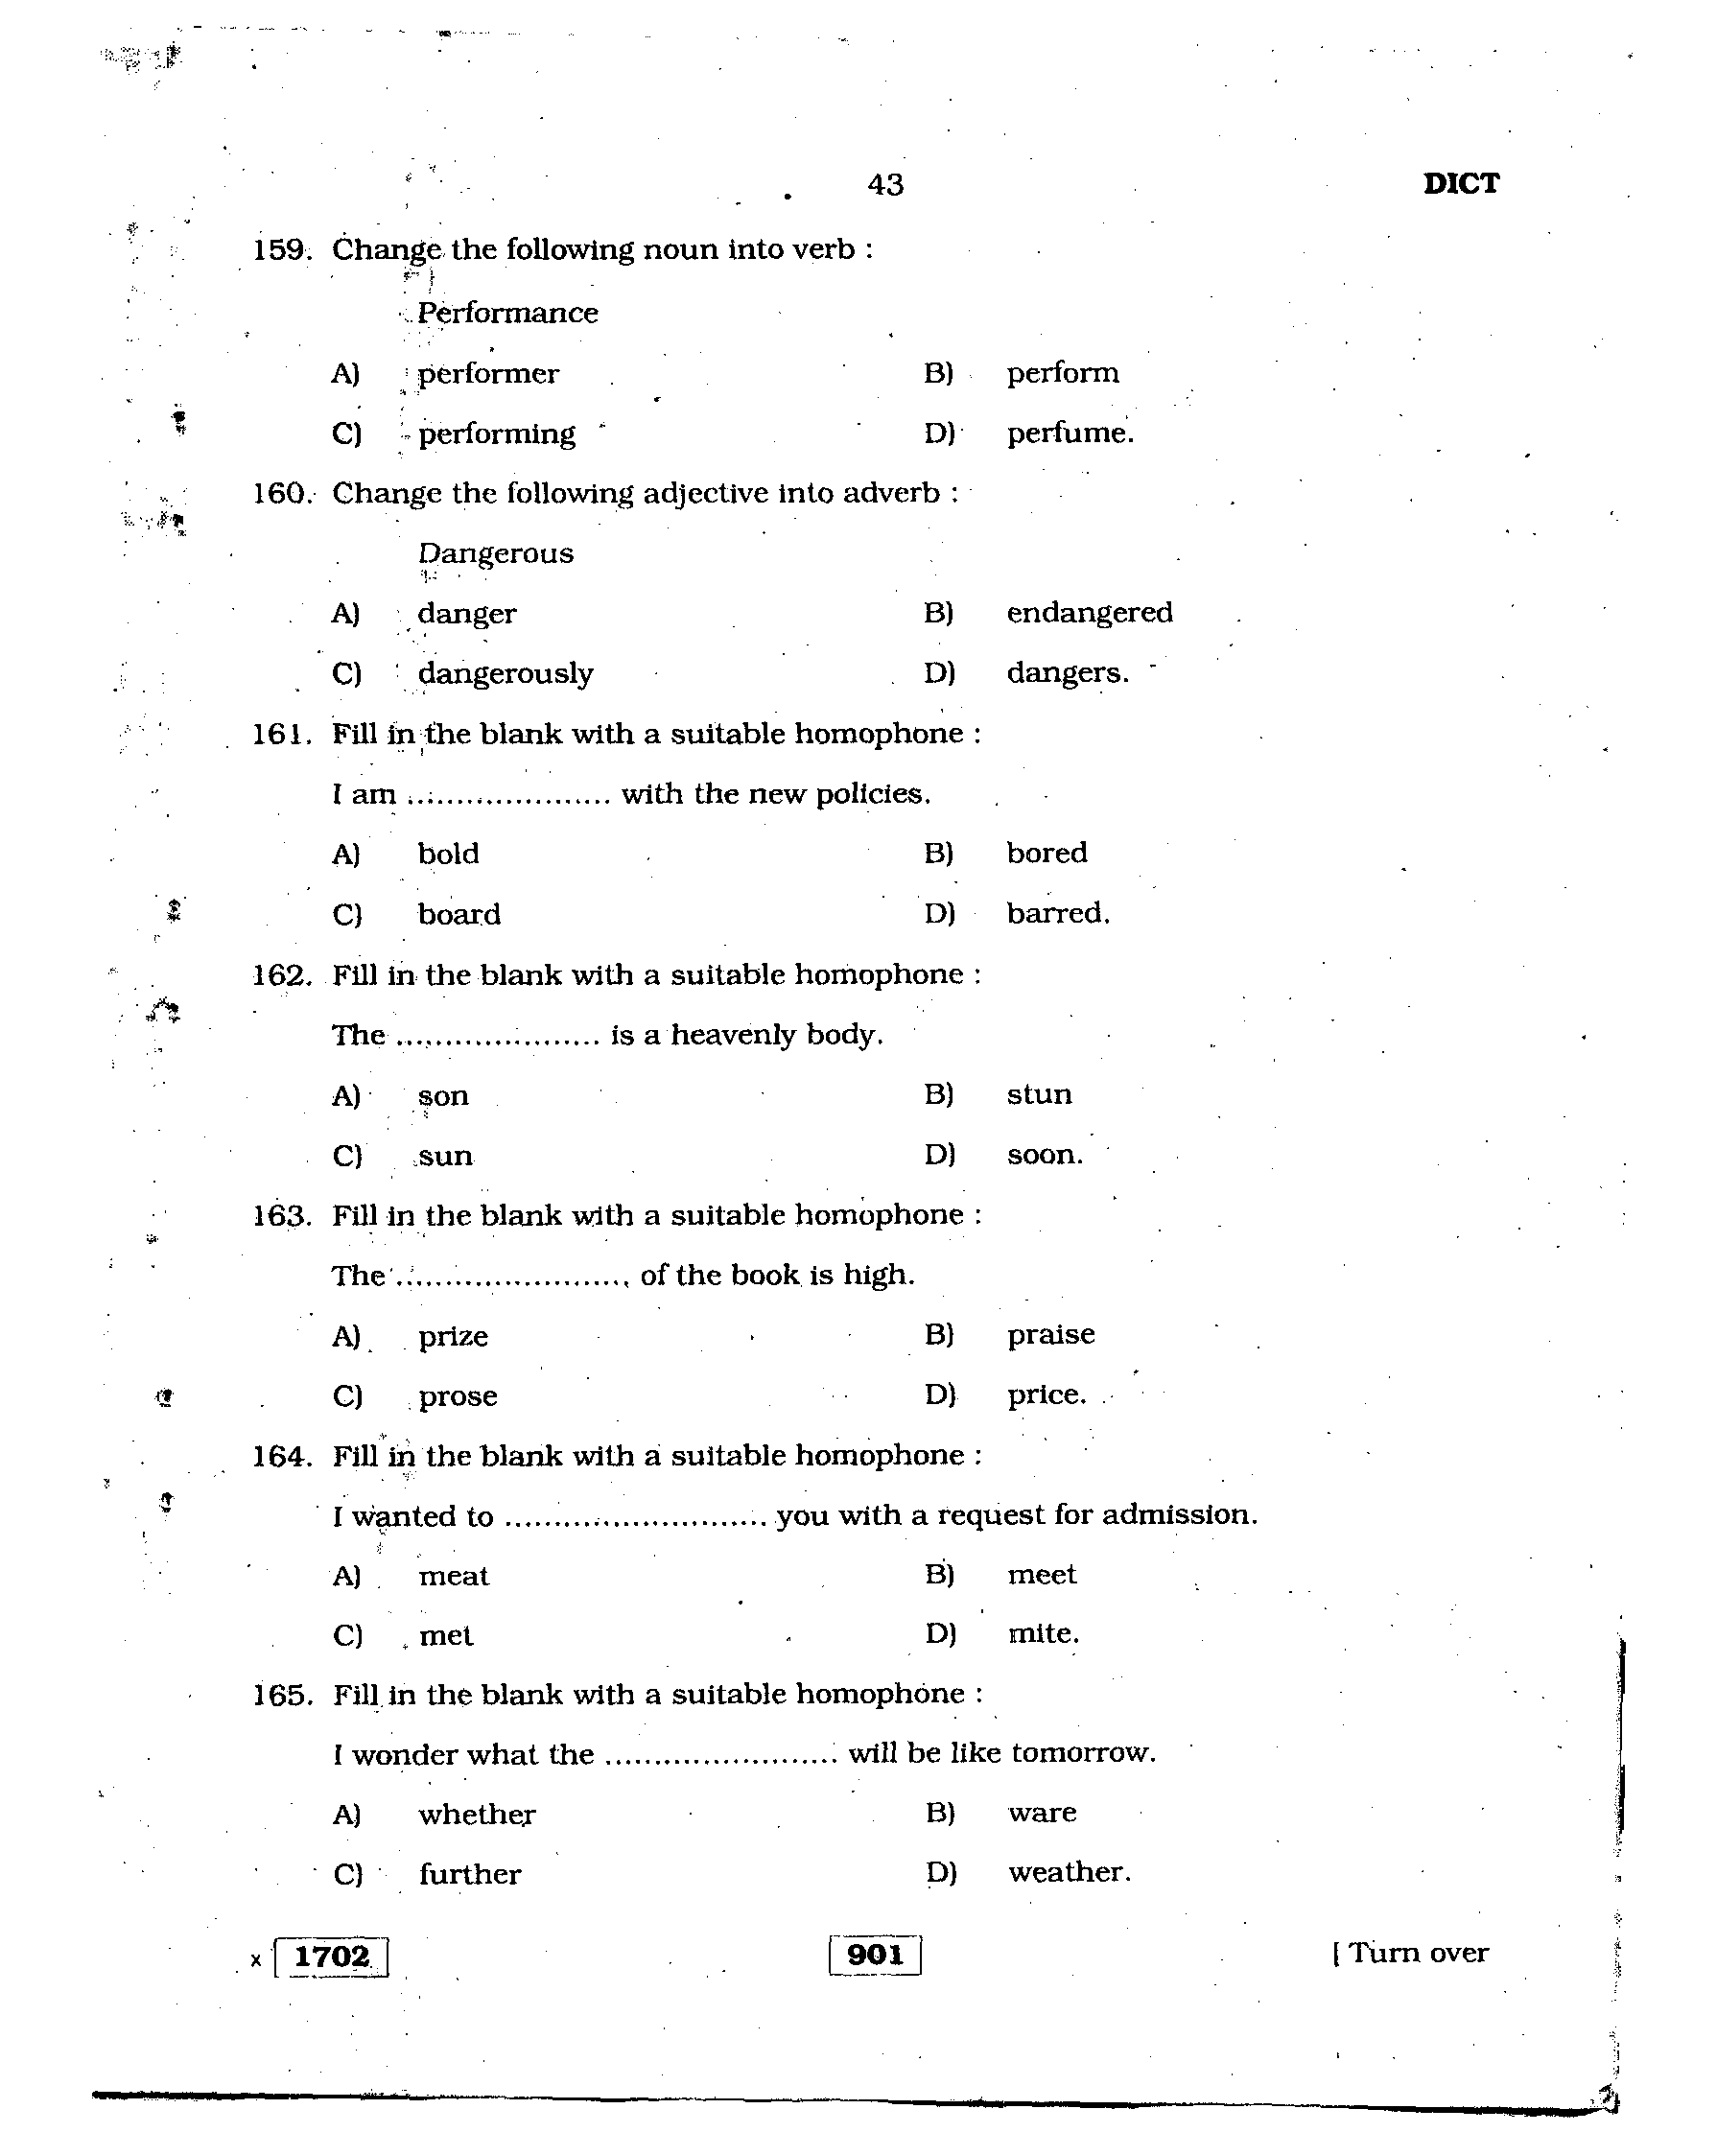 43 DICT
159. Change the following noun into verb :
Performance
A) performer B) perform
C) performing D) perfume.
160. Change the following adjective into adverb :
Dangerous
A) danger B) endangered
C) dangerously D) dangers.
161. Fill in the blank with a suitable homophone :
I am ..................... with the new policies.
A) bold B) bored
C) board D) barred.
162. Fill in the blank with a suitable homophone :
The ..................... is a heavenly body.
A) son B) stun
C) sun D) soon.
163. Fill in the blank with a suitable homophone :
The ........................ of the book is high.
A) prize B) praise
C) prose D) price.
164. Fill in the blank with a suitable homophone :
I wanted to ........................... you with a request for admission.
A) meat B) meet
C) met D) mite.
165. Fill in the blank with a suitable homophone :
I wonder what the ........................ will be like tomorrow.
A) whether B) ware
C) further D) weather.
x 1702 901 [ Turn over